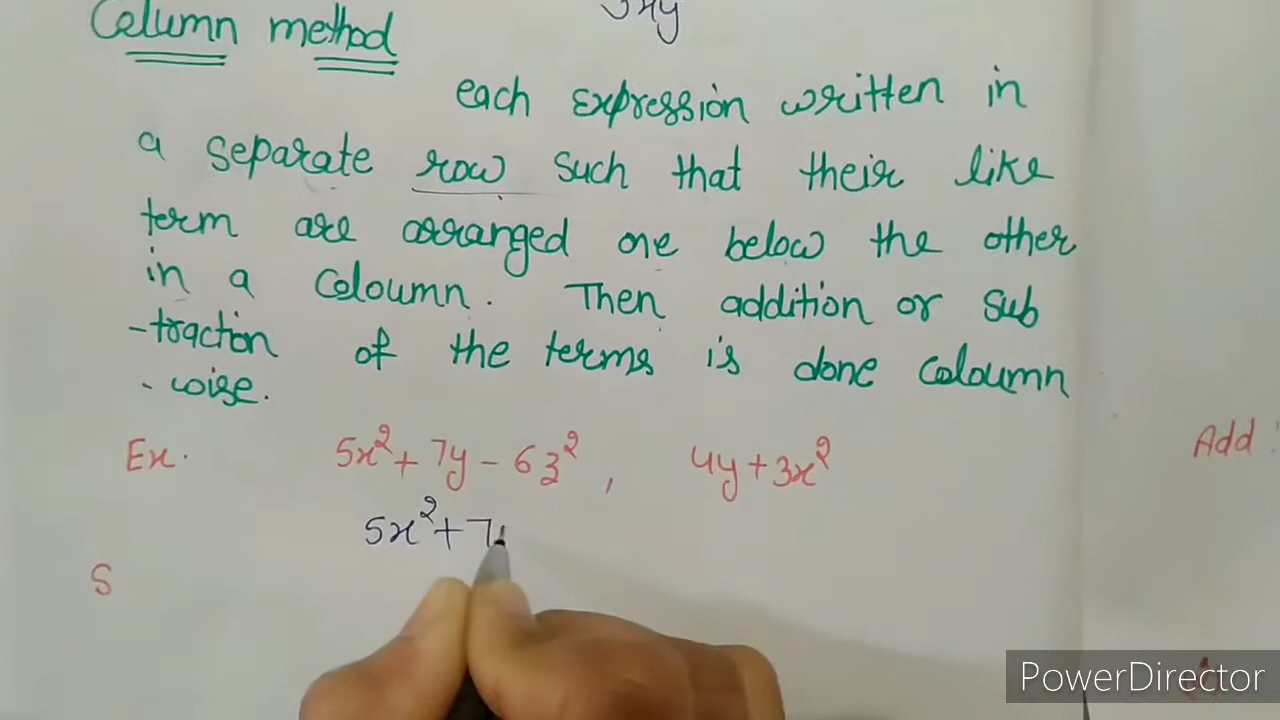 3xy
Column method
each expression written in
a separate row such that their like
term are arranged one below the other
in a Coloumn. Then addition or sub
-traction of the terms is done Coloumn
- wise.
Ex. 5x²+7y-6z², 4y+3x²
Add
5x²+7
S
PowerDirector